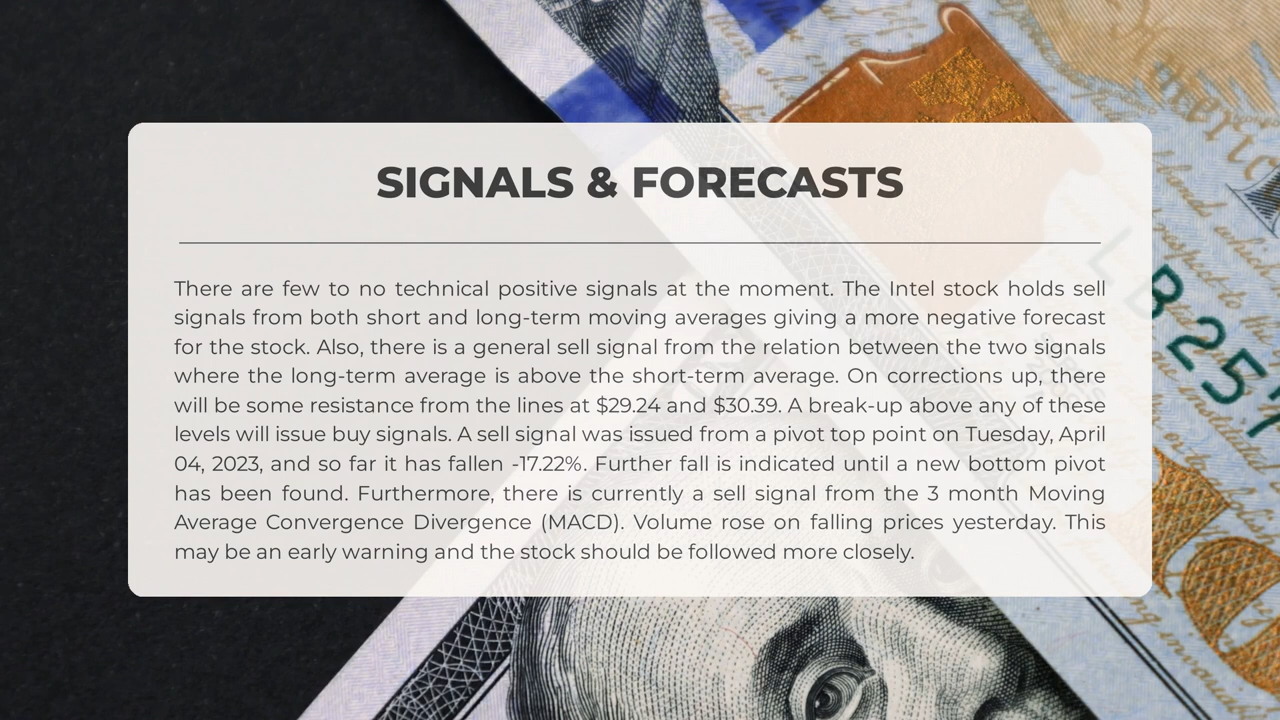 SIGNALS & FORECASTS
There are few to no technical positive signals at the moment. The Intel stock holds sell
signals from both short and long-term moving averages giving a more negative forecast
for the stock. Also, there is a general sell signal from the relation between the two signals
where the long-term average is above the short-term average. On corrections up, there
will be some resistance from the lines at $29.24 and $30.39. A break-up above any of these
levels will issue buy signals. A sell signal was issued from a pivot top point on Tuesday, April
04, 2023, and so far it has fallen -17.22%. Further fall is indicated until a new bottom pivot
has been found. Furthermore, there is currently a sell signal from the 3 month Moving
Average Convergence Divergence (MACD). Volume rose on falling prices yesterday. This
may be an early warning and the stock should be followed more closely.
LB257